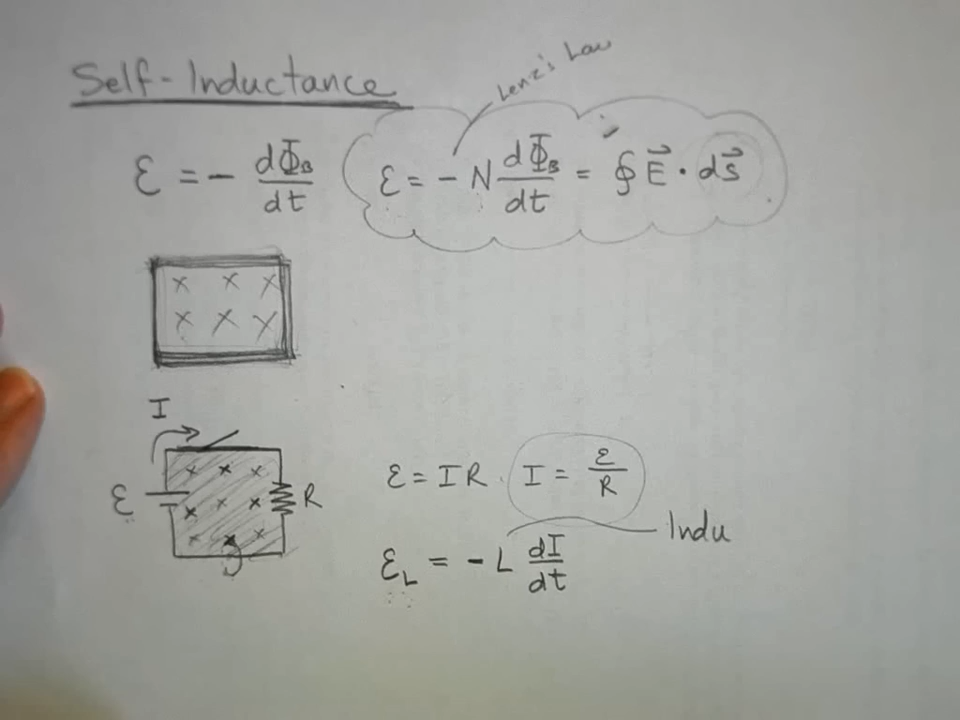 Self-Inductance
Lenz's Law
ℰ = - dΦ_B/dt
ℰ = - N dΦ_B/dt = ∮ E⃗ · ds⃗
x x x
x x x
I
x x x
ℰ x x x R
x x x
ℰ = IR I = ℰ/R
ℰ_L = - L dI/dt
Indu